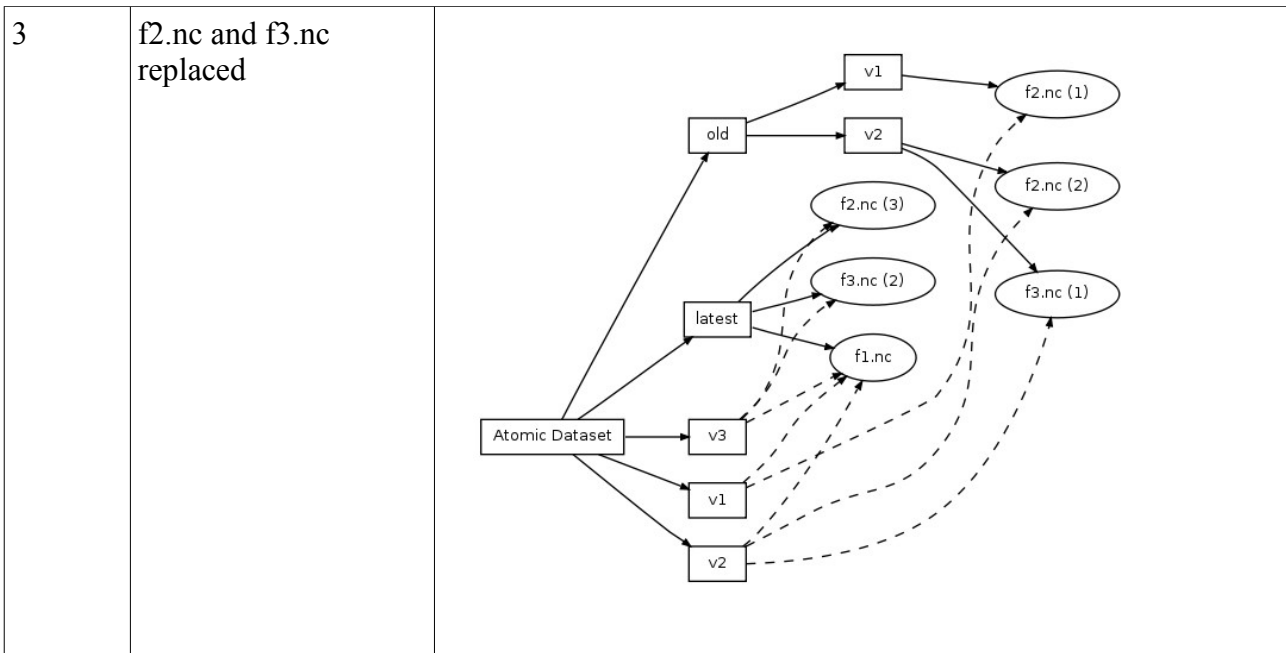 3
f2.nc and f3.nc
replaced
v1
f2.nc (1)
old
v2
f2.nc (2)
f2.nc (3)
f3.nc (2)
f3.nc (1)
latest
f1.nc
Atomic Dataset
v3
v1
v2